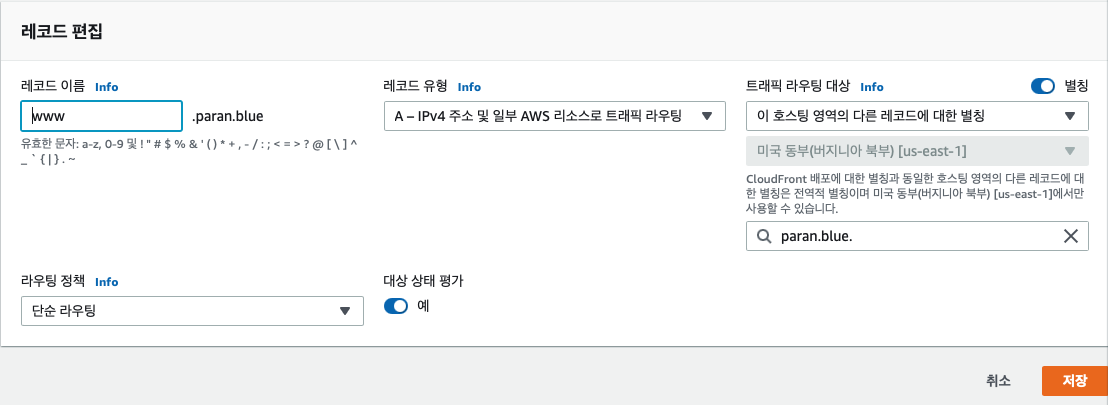 레코드 편집
레코드 이름 Info
www .paran.blue
유효한 문자: a-z, 0-9 및 ! " # $ % & ' ( ) * + , - / : ; < = > ? @ [ \ ] ^
_ ` { | } . ~
레코드 유형 Info
A – IPv4 주소 및 일부 AWS 리소스로 트래픽 라우팅
트래픽 라우팅 대상 Info 별칭
이 호스팅 영역의 다른 레코드에 대한 별칭
미국 동부(버지니아 북부) [us-east-1]
CloudFront 배포에 대한 별칭과 동일한 호스팅 영역의 다른 레코드에 대
한 별칭은 전역적 별칭이며 미국 동부(버지니아 북부) [us-east-1]에서만
사용할 수 있습니다.
paran.blue.
라우팅 정책 Info
단순 라우팅
대상 상태 평가
예
취소
저장